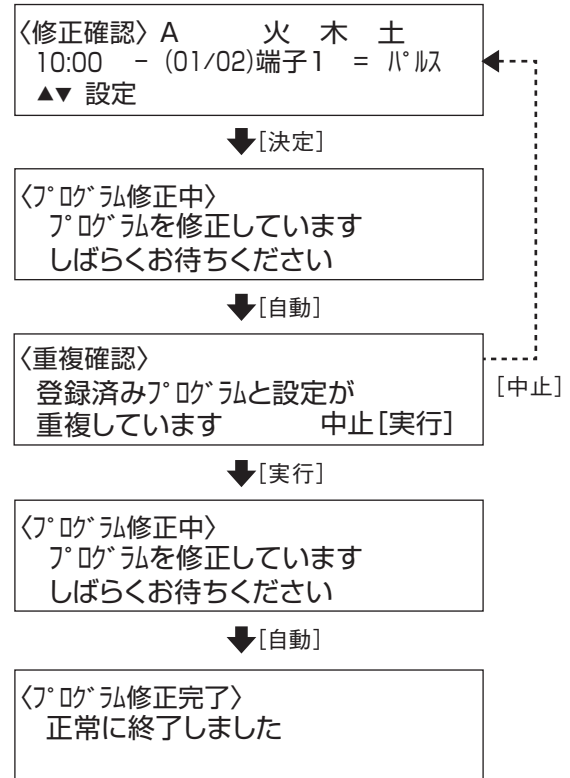 〈修正確認〉 A 火 木 土
10:00 － (01/02)端子1 ＝ ﾊﾟﾙｽ
▲▼ 設定
[決定]
〈ﾌﾟﾛｸﾞﾗﾑ修正中〉
ﾌﾟﾛｸﾞﾗﾑを修正しています
しばらくお待ちください
[自動]
〈重複確認〉
登録済みﾌﾟﾛｸﾞﾗﾑと設定が
重複しています 中止[実行]
[中止]
[実行]
〈ﾌﾟﾛｸﾞﾗﾑ修正中〉
ﾌﾟﾛｸﾞﾗﾑを修正しています
しばらくお待ちください
[自動]
〈ﾌﾟﾛｸﾞﾗﾑ修正完了〉
正常に終了しました